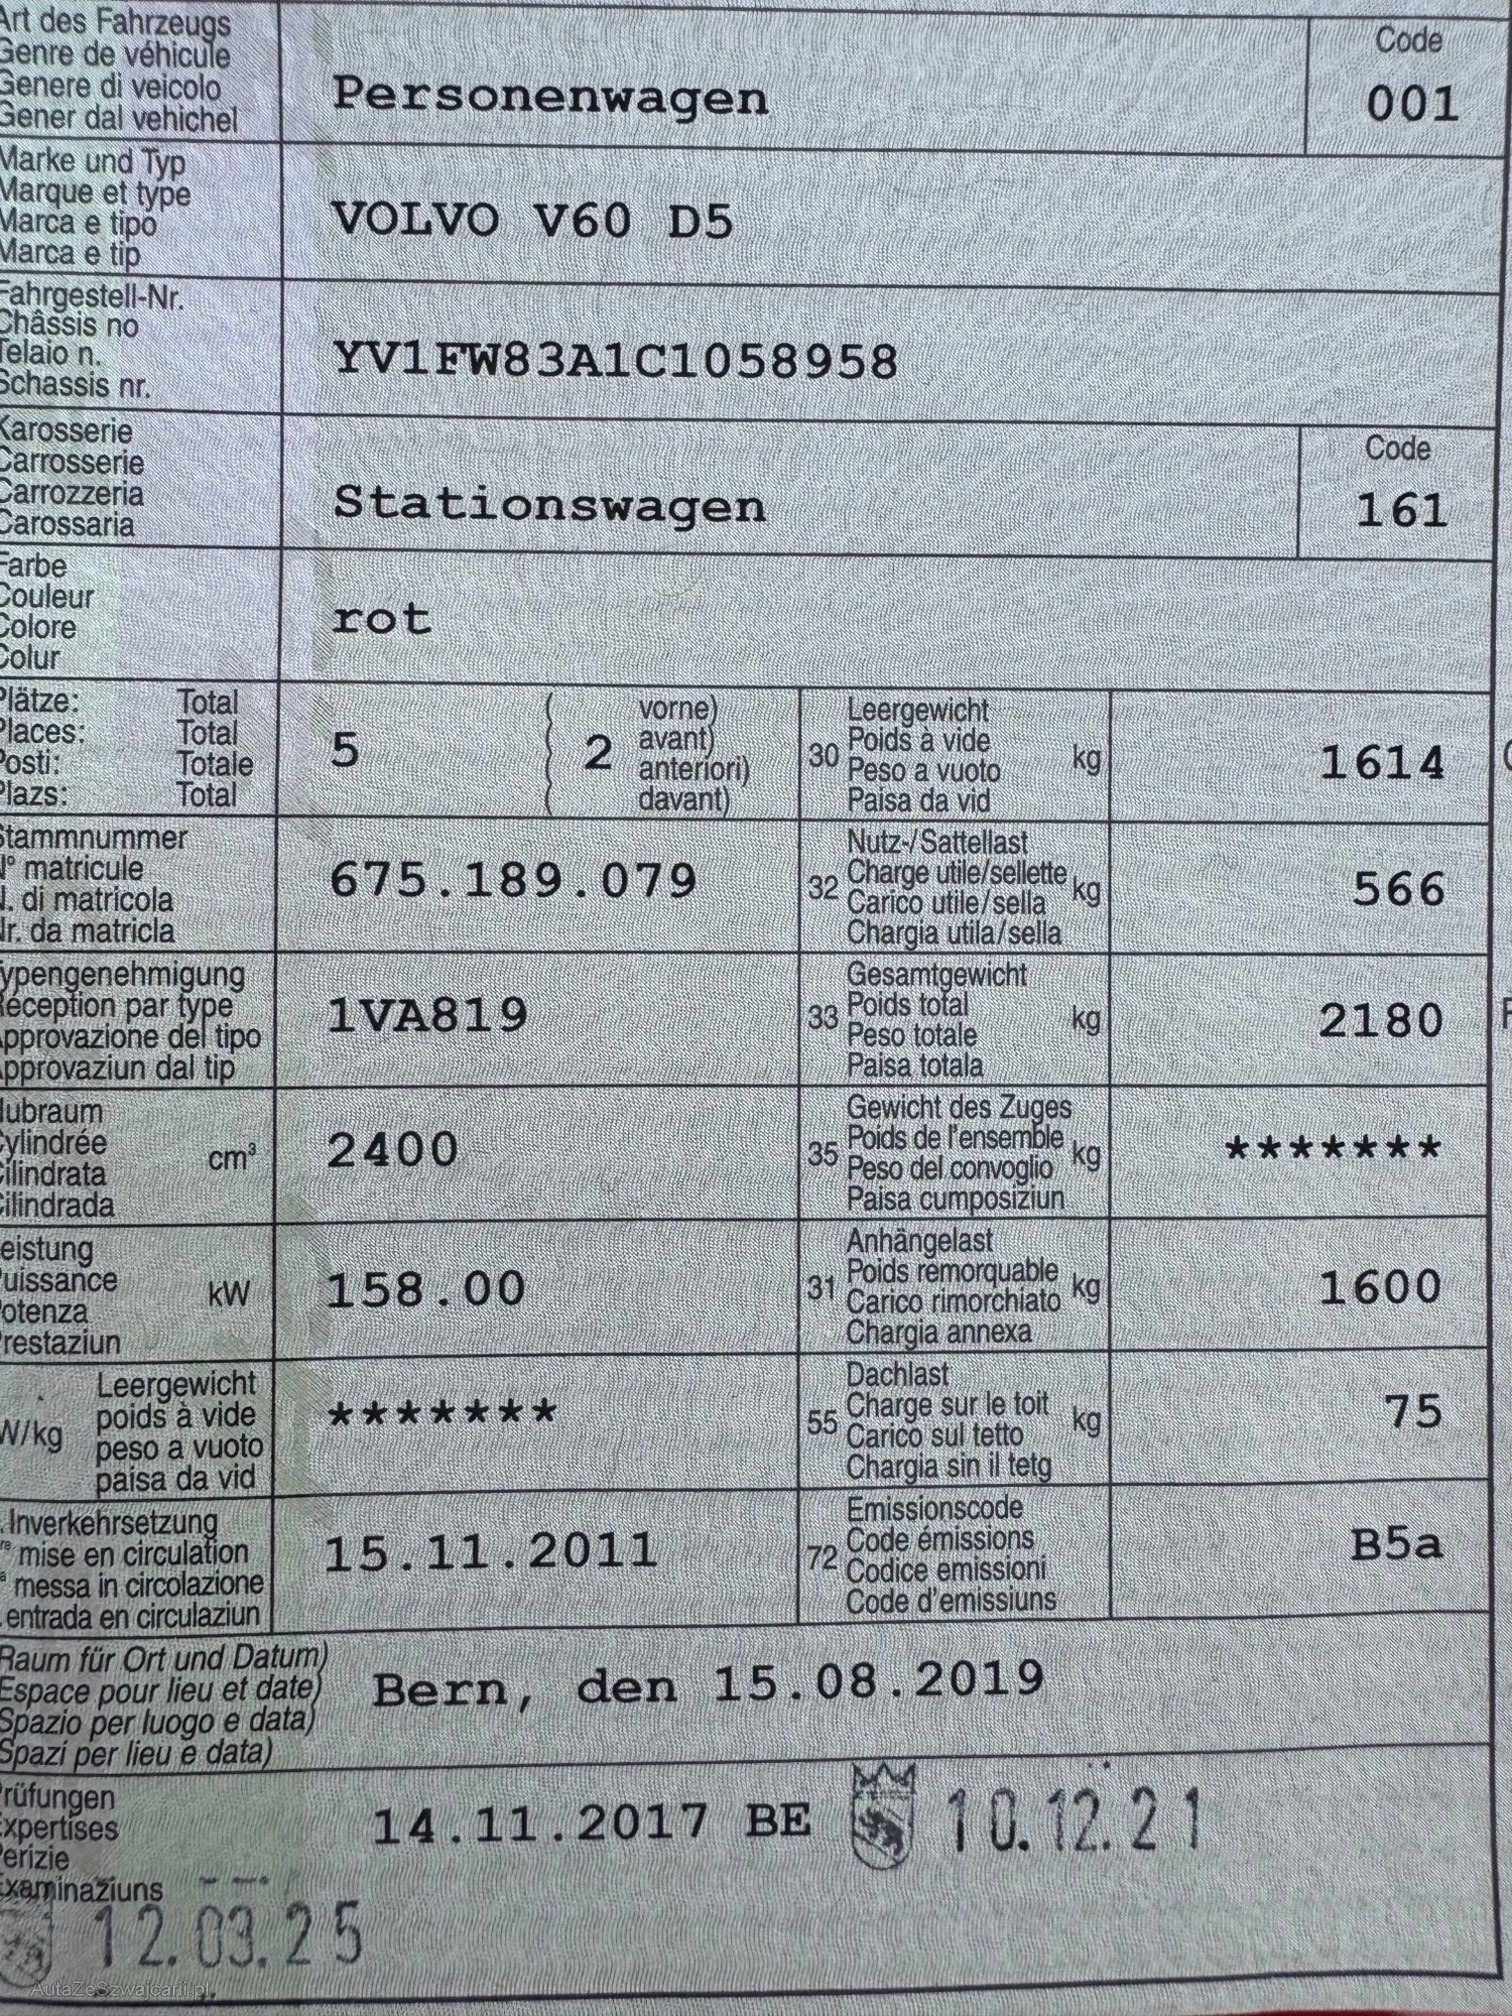 Art des Fahrzeugs
Genre de véhicule
Genere di veicolo
Gener dal vehichel
Personenwagen
Code
001
Marke und Typ
Marque et type
Marca e tipo
Marca e tip
VOLVO V60 D5
Fahrgestell-Nr.
Châssis no
Telaio n.
Schassis nr.
YV1FW83A1C1058958
Karosserie
Carrosserie
Carrozzeria
Carossaria
Stationswagen
Code
161
Farbe
Couleur
Colore
Colur
rot
Plätze: Total
Places: Total
Posti: Totale
Plazs: Total
5 ( 2
vorne)
avant)
anteriori)
davant)
30
Leergewicht
Poids à vide
Peso a vuoto
Paisa da vid
kg
1614
Stammnummer
N° matricule
N. di matricola
Nr. da matricla
675.189.079
32
Nutz-/Sattellast
Charge utile/sellette
Carico utile/sella
Chargia utila/sella
kg
566
Typengenehmigung
Réception par type
Approvazione del tipo
Approvaziun dal tip
1VA819
33
Gesamtgewicht
Poids total
Peso totale
Paisa totala
kg
2180
Hubraum
Cylindrée
Cilindrata
Cilindrada
cm³
2400
35
Gewicht des Zuges
Poids de l'ensemble
Peso del convoglio
Paisa cumposiziun
kg
*******
Leistung
Puissance
Potenza
Prestaziun
kW
158.00
31
Anhängelast
Poids remorquable
Carico rimorchiato
Chargia annexa
kg
1600
W/kg
Leergewicht
poids à vide
peso a vuoto
paisa da vid
*******
55
Dachlast
Charge sur le toit
Carico sul tetto
Chargia sin il tetg
kg
75
. Inverkehrsetzung
re mise en circulation
a messa in circolazione
. entrada en circulaziun
15.11.2011
72
Emissionscode
Code émissions
Codice emissioni
Code d'emissiuns
B5a
Raum für Ort und Datum)
Espace pour lieu et date)
Spazio per luogo e data)
Spazi per lieu e data)
Bern, den 15.08.2019
Prüfungen
Expertises
Perizie
Examinaziuns
14.11.2017 BE
10.12.21
12.03.25
AutaZeSzwajcarii.pl